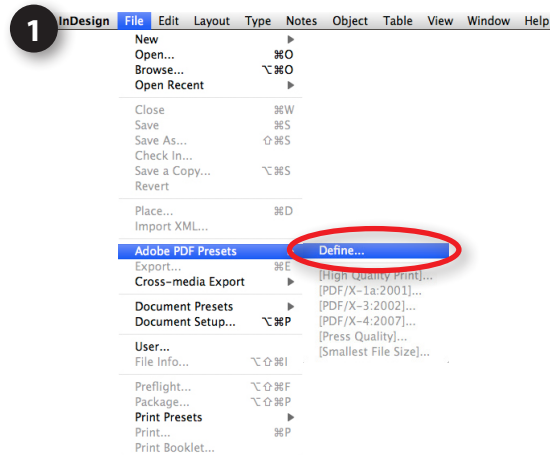 1
InDesign File Edit Layout Type Notes Object Table View Window Help
New
Open... ⌘O
Browse... ⌥⌘O
Open Recent
Close ⌘W
Save ⌘S
Save As... ⇧⌘S
Check In...
Save a Copy... ⌥⌘S
Revert
Place... ⌘D
Import XML...
Adobe PDF Presets
Define...
Export... ⌘E
[High Quality Print]...
Cross-media Export
[PDF/X-1a:2001]...
[PDF/X-3:2002]...
Document Presets
[PDF/X-4:2007]...
Document Setup... ⌥⌘P
[Press Quality]...
[Smallest File Size]...
User...
File Info... ⌥⇧⌘I
Preflight... ⌥⇧⌘F
Package... ⌥⇧⌘P
Print Presets
Print... ⌘P
Print Booklet...